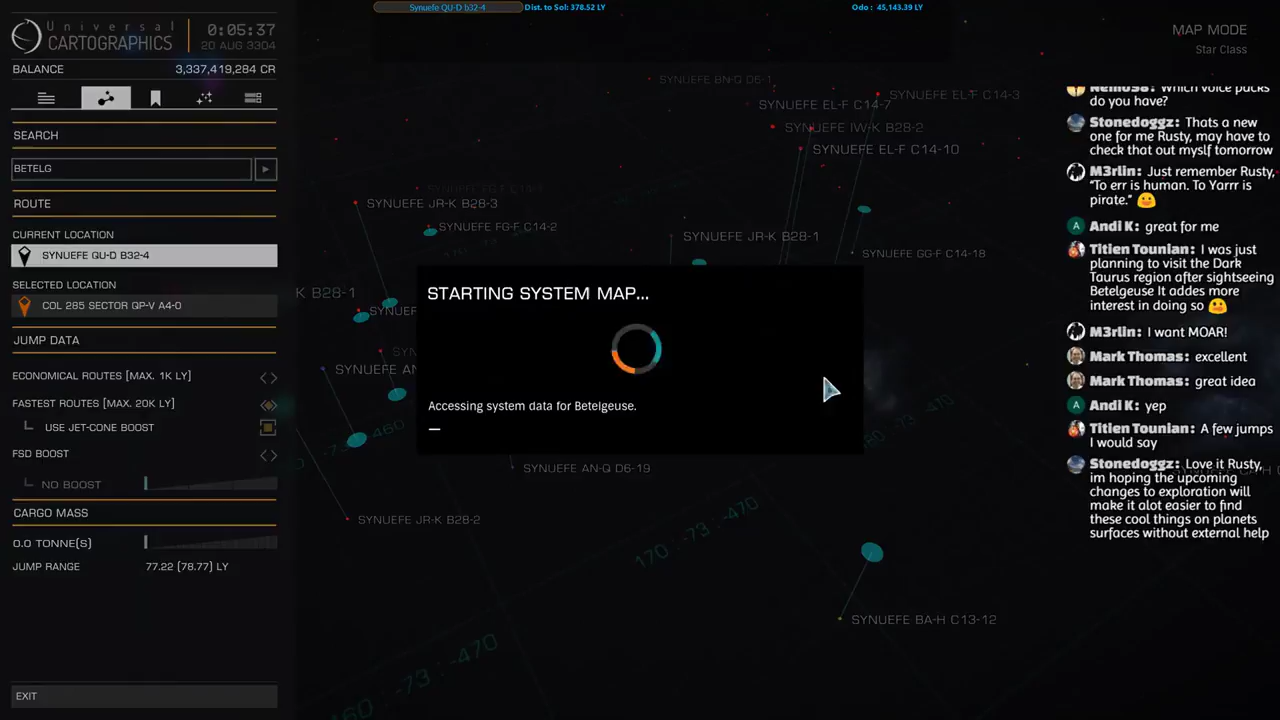 Synuefe QU-D b32-4
Dist. to Sol: 378.52 LY
Odo : 45,143.39 LY
Universal
CARTOGRAPHICS
0:05:37
20 AUG 3304
BALANCE
3,337,419,284 CR
SEARCH
BETELG
ROUTE
CURRENT LOCATION
SYNUEFE QU-D B32-4
SELECTED LOCATION
COL 285 SECTOR QP-V A4-0
JUMP DATA
ECONOMICAL ROUTES [MAX. 1K LY]
FASTEST ROUTES [MAX. 20K LY]
USE JET-CONE BOOST
FSD BOOST
NO BOOST
CARGO MASS
0.0 TONNE(S)
JUMP RANGE
77.22 (78.77) LY
EXIT
SYNUEFE BN-Q D6-1
SYNUEFE EL-F C14-7
SYNUEFE EL-F C14-3
SYNUEFE IW-K B28-2
SYNUEFE EL-F C14-10
SYNUEFE JR-K B28-3
SYNUEFE FG-F C14-2
SYNUEFE JR-K B28-1
SYNUEFE GG-F C14-18
K B28-1
SYNUEFE
SYNUEFE AN
STARTING SYSTEM MAP...
Accessing system data for Betelgeuse.
SYNUEFE AN-Q D6-19
SYNUEFE JR-K B28-2
170 : -73 : -470
SYNUEFE BA-H C13-12
160 : -73 : -470
MAP MODE
Star Class
Nemo98: Which voice packs
do you have?
Stonedoggz: Thats a new
one for me Rusty, may have to
check that out myslf tomorrow
M3rlin: Just remember Rusty,
"To err is human. To Yarrr is
pirate."
Andi K: great for me
Titien Tounian: I was just
planning to visit the Dark
Taurus region after sightseeing
Betelgeuse It addes more
interest in doing so
M3rlin: I want MOAR!
Mark Thomas: excellent
Mark Thomas: great idea
Andi K: yep
Titien Tounian: A few jumps
I would say
Stonedoggz: Love it Rusty,
im hoping the upcoming
changes to exploration will
make it alot easier to find
these cool things on planets
surfaces without external help